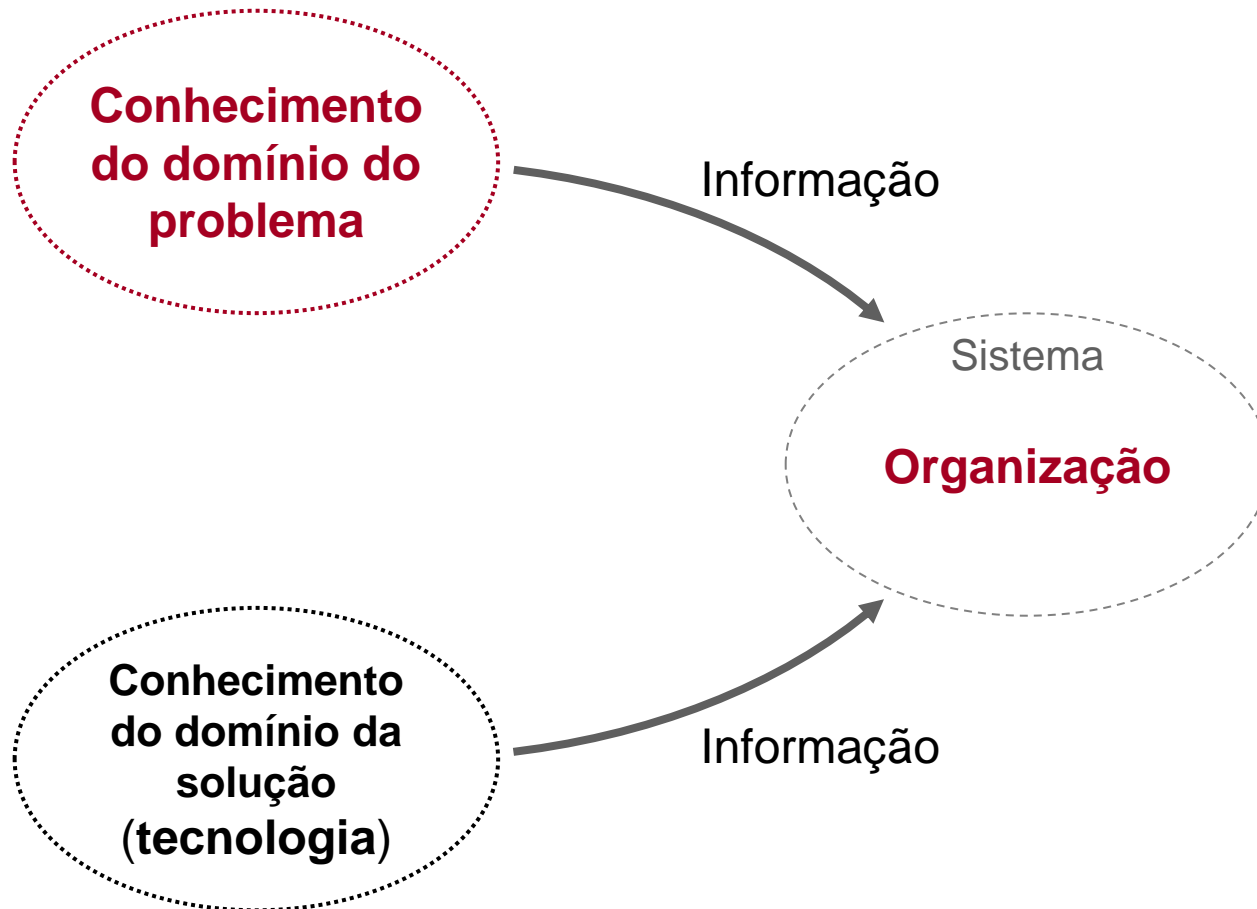 Conhecimento
do domínio do
problema
Informação
Sistema
Organização
Conhecimento
do domínio da
solução
(tecnologia)
Informação